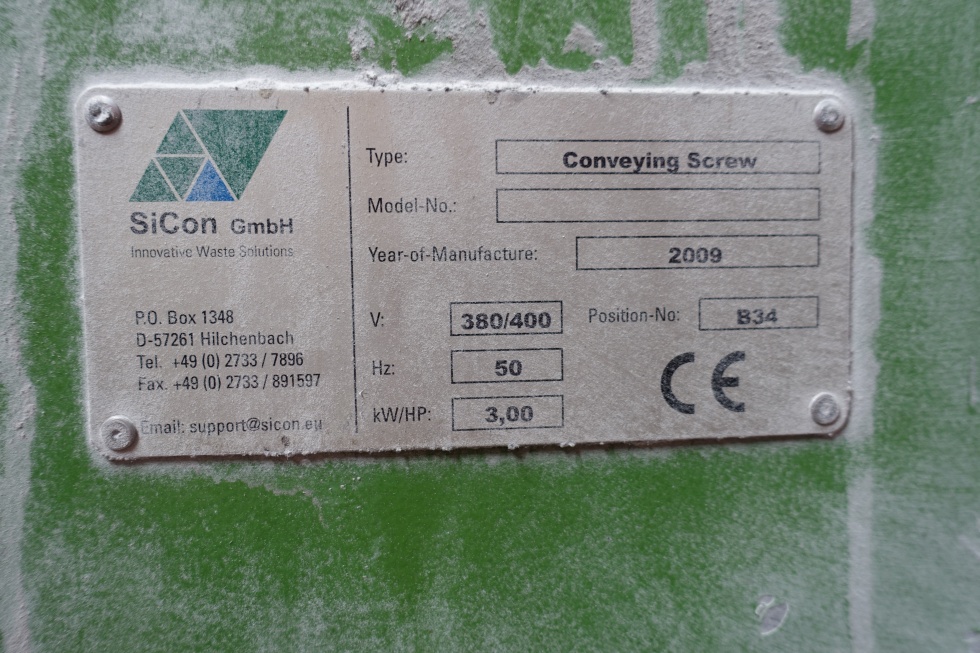 SiCon GmbH
Innovative Waste Solutions
P.O. Box 1348
D-57261 Hilchenbach
Tel. +49 (0) 2733 / 7896
Fax. +49 (0) 2733 / 891597
Email: support@sicon.eu
Type: Conveying Screw
Model-No.:
Year-of-Manufacture: 2009
V: 380/400 Position-No: B34
Hz: 50
kW/HP: 3,00
CE